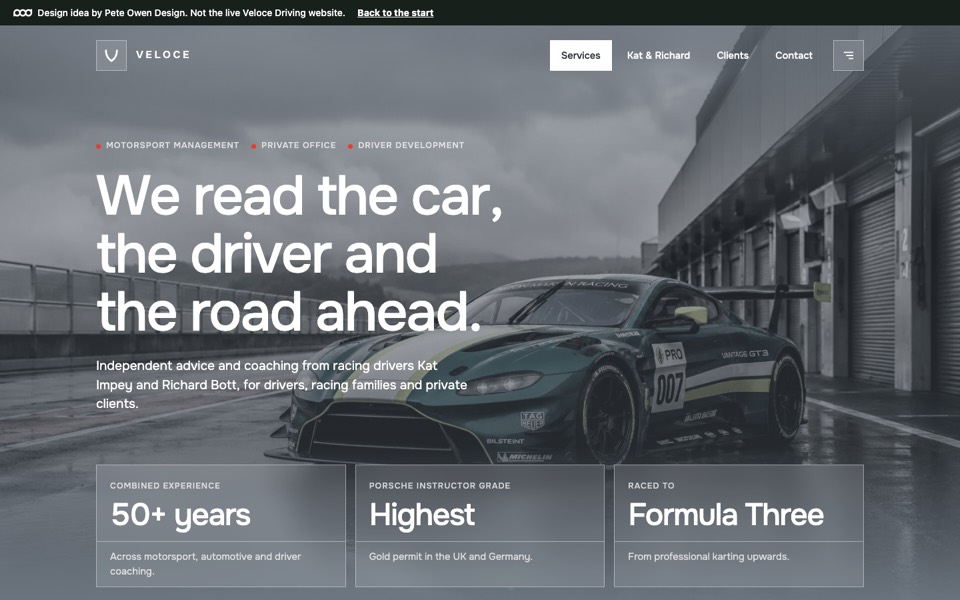 Design idea by Pete Owen Design. Not the live Veloce Driving website. Back to the start
VELOCE
Services Kat & Richard Clients Contact
MOTORSPORT MANAGEMENT PRIVATE OFFICE DRIVER DEVELOPMENT
We read the car,
the driver and
the road ahead.
Independent advice and coaching from racing drivers Kat
Impey and Richard Bott, for drivers, racing families and private
clients.
RACING
PRO
007
VANTAGE GT3
TAG
HEUER
BILSTEINT
MICHELIN
2
COMBINED EXPERIENCE
50+ years
Across motorsport, automotive and driver
coaching.
PORSCHE INSTRUCTOR GRADE
Highest
Gold permit in the UK and Germany.
RACED TO
Formula Three
From professional karting upwards.